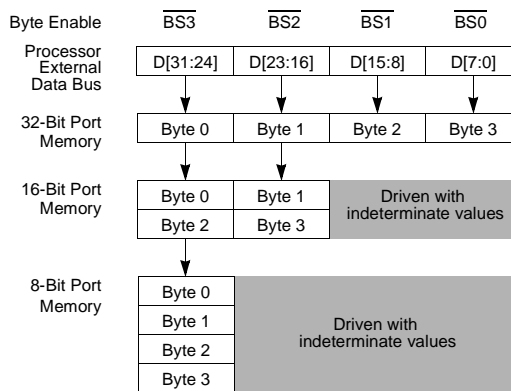 Byte Enable BS3 BS2 BS1 BS0
Processor External Data Bus D[31:24] D[23:16] D[15:8] D[7:0]
32-Bit Port Memory Byte 0 Byte 1 Byte 2 Byte 3
16-Bit Port Memory Byte 0 Byte 1 Driven with indeterminate values
Byte 2 Byte 3
8-Bit Port Memory Byte 0 Driven with indeterminate values
Byte 1
Byte 2
Byte 3